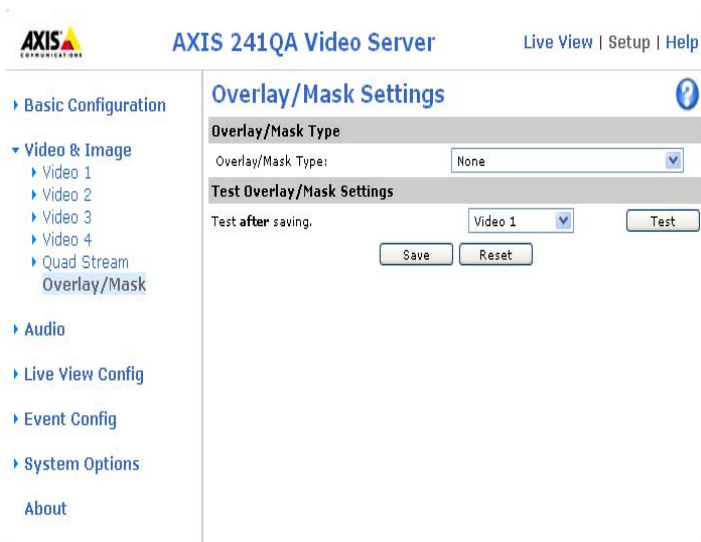 AXIS
COMMUNICATIONS
AXIS 241QA Video Server
Live View | Setup | Help
Basic Configuration
Video & Image
Video 1
Video 2
Video 3
Video 4
Quad Stream
Overlay/Mask
Audio
Live View Config
Event Config
System Options
About
Overlay/Mask Settings
?
Overlay/Mask Type
Overlay/Mask Type: None
Test Overlay/Mask Settings
Test after saving. Video 1 Test
Save Reset